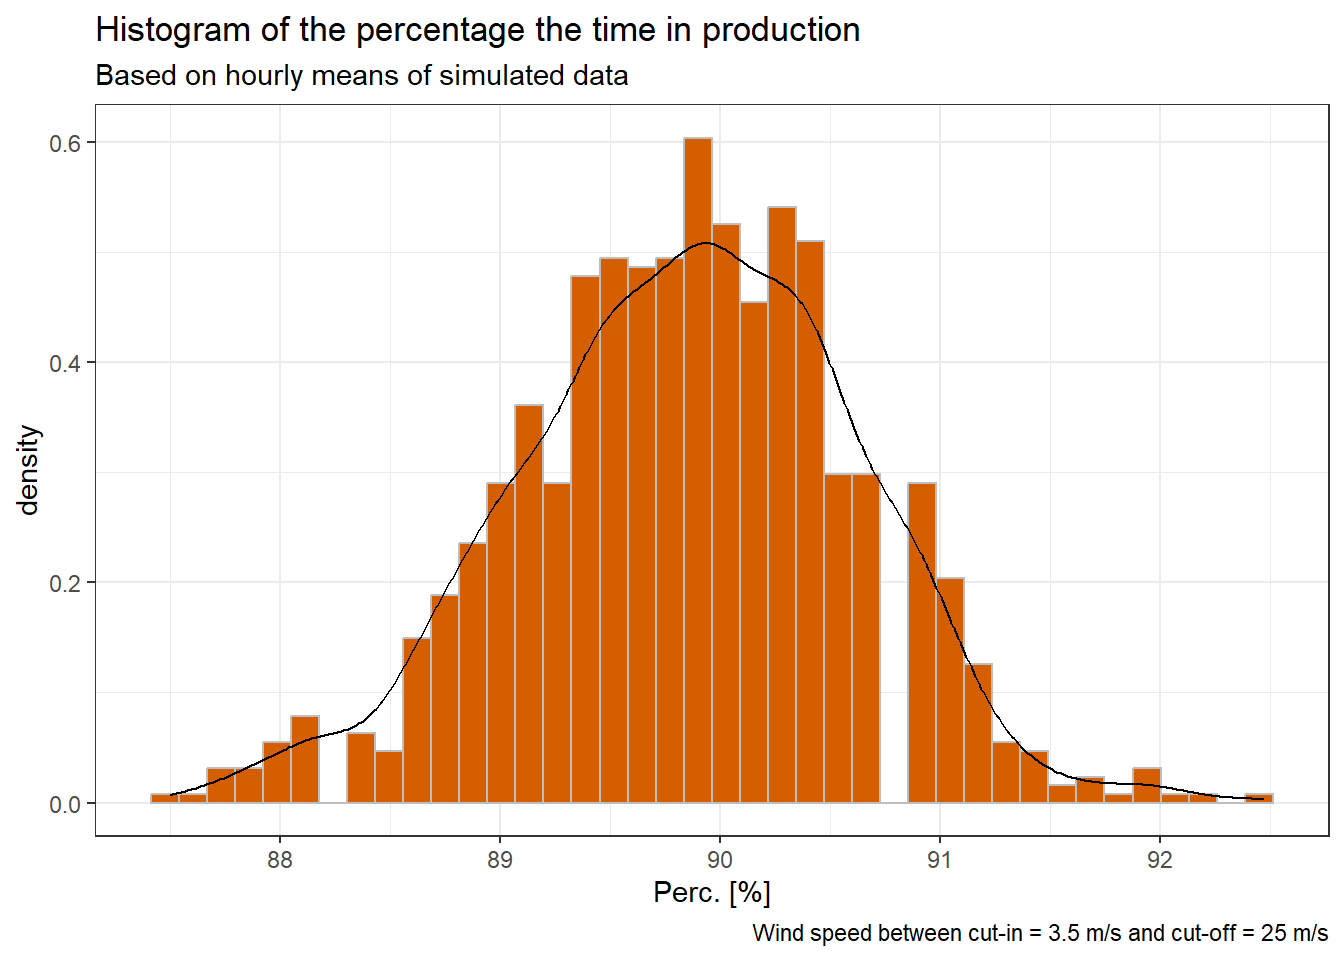 Histogram of the percentage the time in production
Based on hourly means of simulated data
0.6
0.4
0.2
0.0
density
88 89 90 91 92
Perc. [%]
Wind speed between cut-in = 3.5 m/s and cut-off = 25 m/s